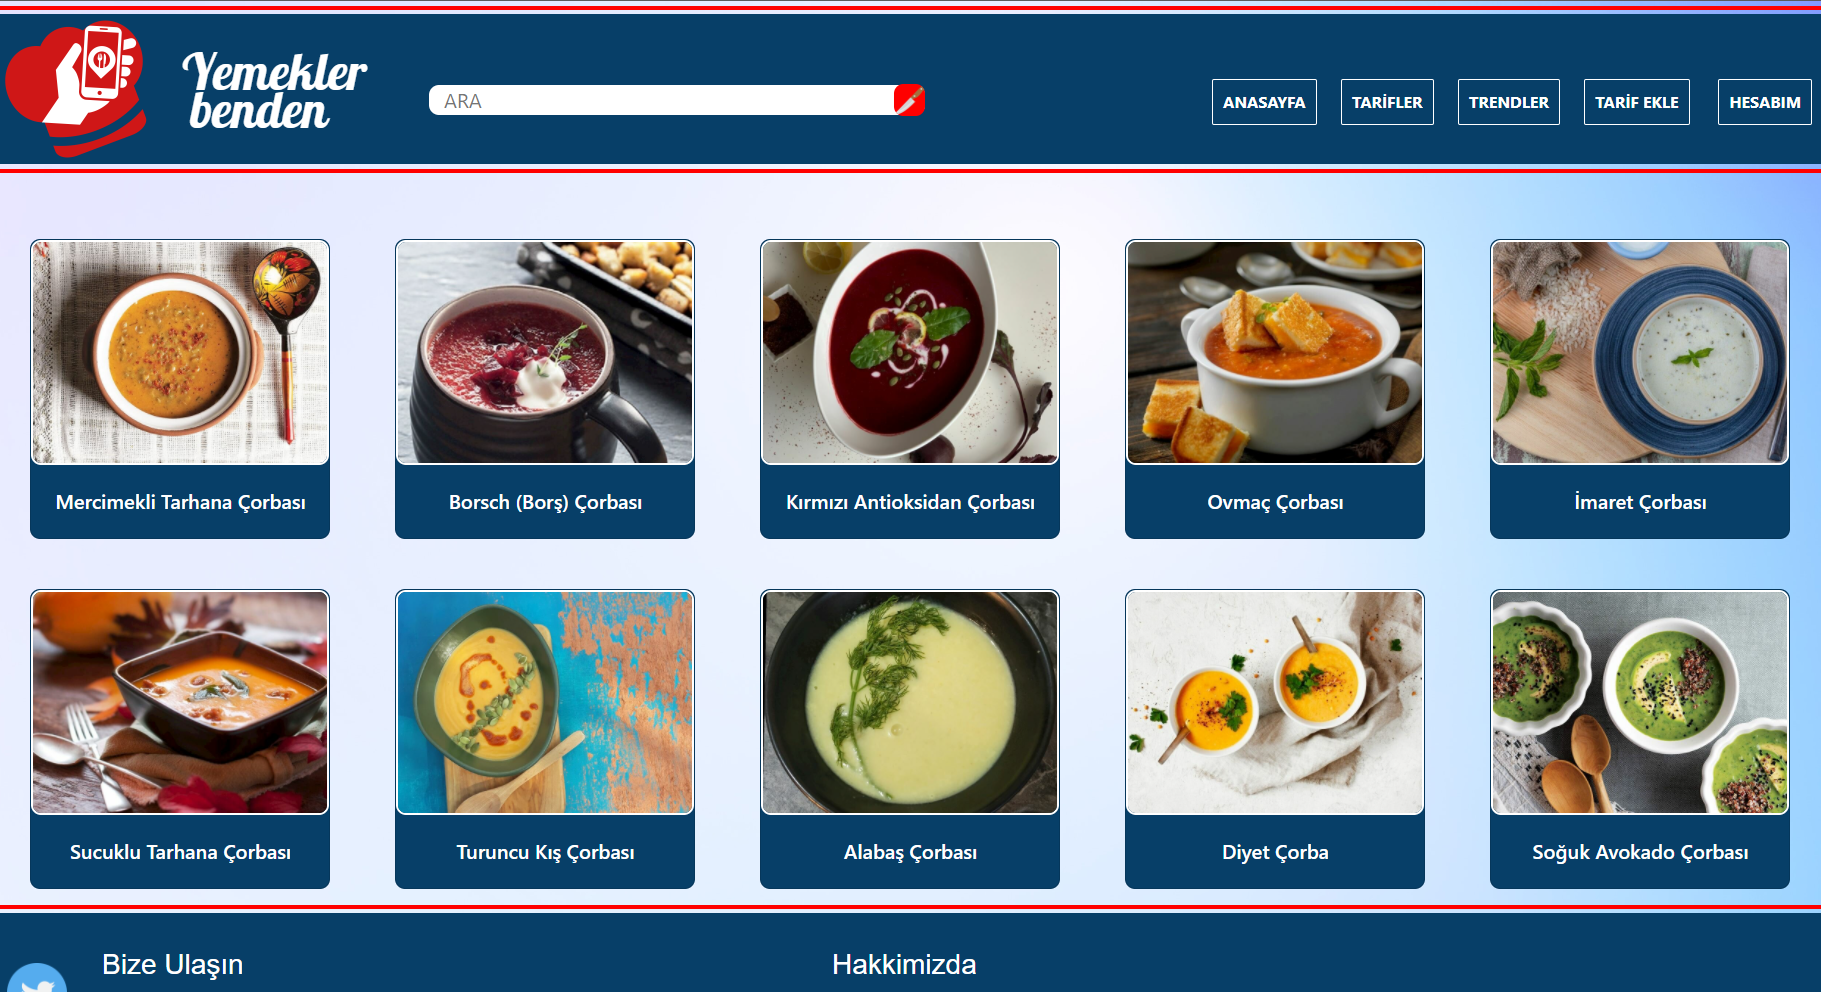 Yemekler
benden
ARA
ANASAYFA
TARİFLER
TRENDLER
TARİF EKLE
HESABIM
Mercimekli Tarhana Çorbası
Borsch (Borş) Çorbası
Kırmızı Antioksidan Çorbası
Ovmaç Çorbası
İmaret Çorbası
Sucuklu Tarhana Çorbası
Turuncu Kış Çorbası
Alabaş Çorbası
Diyet Çorba
Soğuk Avokado Çorbası
Bize Ulaşın
Hakkimizda